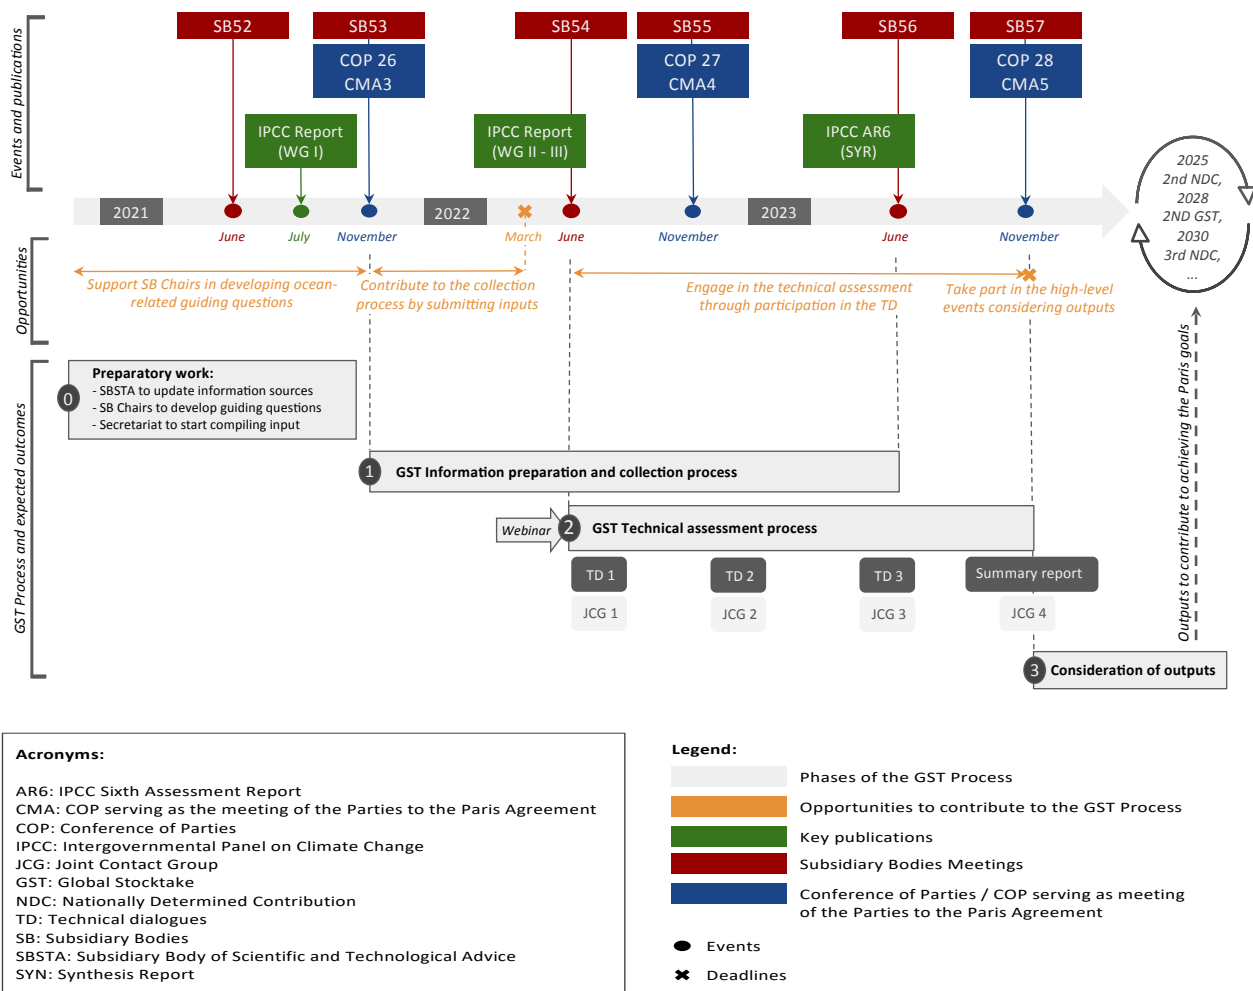 Events and publications
SB52
SB53
SB54
SB55
SB56
SB57
COP 26
CMA3
COP 27
CMA4
COP 28
CMA5
IPCC Report
(WG I)
IPCC Report
(WG II - III)
IPCC AR6
(SYR)
2021
2022
2023
June
July
November
March
June
November
June
November
2025
2nd NDC,
2028
2ND GST,
2030
3rd NDC,
...
Opportunities
Support SB Chairs in developing ocean-
related guiding questions
Contribute to the collection
process by submitting inputs
Engage in the technical assessment
through participation in the TD
Take part in the high-level
events considering outputs
GST Process and expected outcomes
0
Preparatory work:
- SBSTA to update information sources
- SB Chairs to develop guiding questions
- Secretariat to start compiling input
1
GST Information preparation and collection process
Webinar
2
GST Technical assessment process
TD 1
TD 2
TD 3
Summary report
JCG 1
JCG 2
JCG 3
JCG 4
3
Consideration of outputs
Outputs to contribute to achieving the Paris goals
Acronyms:
AR6: IPCC Sixth Assessment Report
CMA: COP serving as the meeting of the Parties to the Paris Agreement
COP: Conference of Parties
IPCC: Intergovernmental Panel on Climate Change
JCG: Joint Contact Group
GST: Global Stocktake
NDC: Nationally Determined Contribution
TD: Technical dialogues
SB: Subsidiary Bodies
SBSTA: Subsidiary Body of Scientific and Technological Advice
SYN: Synthesis Report
Legend:
Phases of the GST Process
Opportunities to contribute to the GST Process
Key publications
Subsidiary Bodies Meetings
Conference of Parties / COP serving as meeting
of the Parties to the Paris Agreement
Events
Deadlines